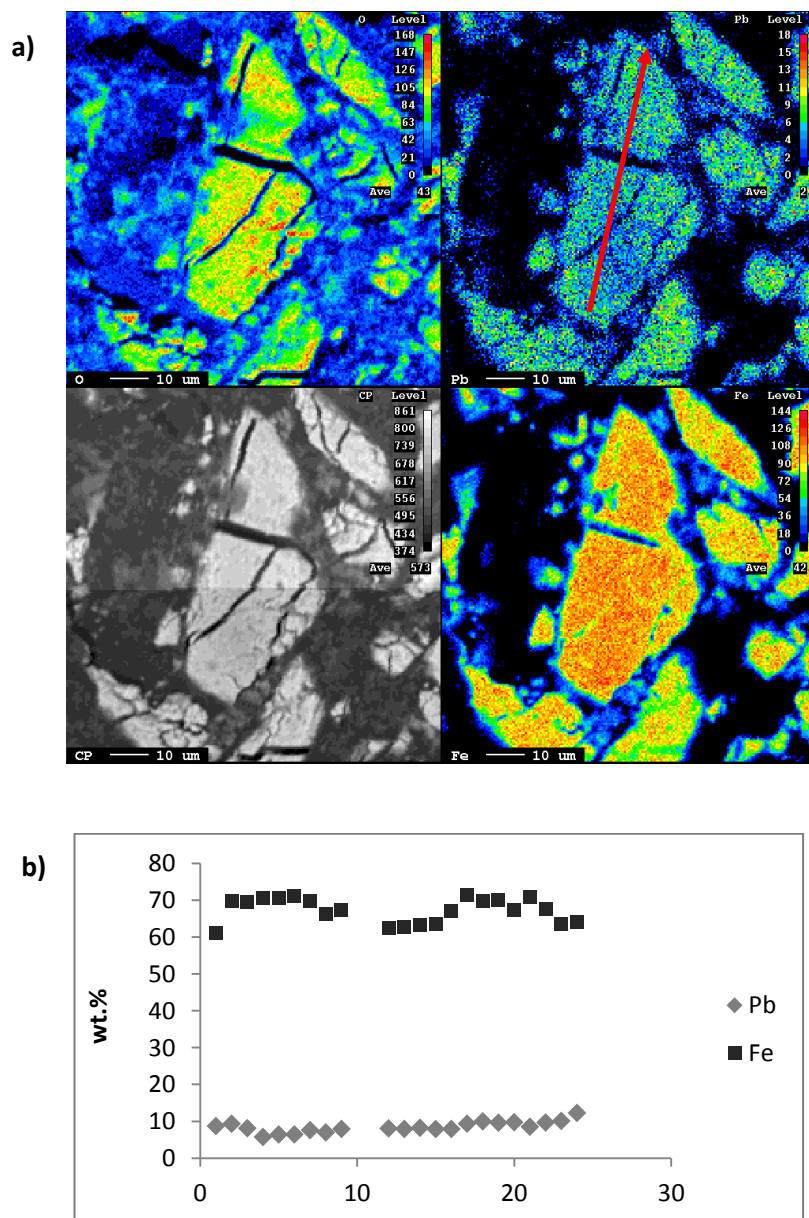 a)
O Level
168
147
126
105
84
63
42
21
0
Ave 43
O 10 um
Pb Level
18
15
13
11
9
6
4
2
0
Ave 2
Pb 10 um
CP Level
861
800
739
678
617
556
495
434
374
Ave 573
CP 10 um
Fe Level
144
126
108
90
72
54
36
18
0
Ave 42
Fe 10 um
b)
80
70
60
50
40
30
20
10
0
wt.%
0 10 20 30
Pb
Fe